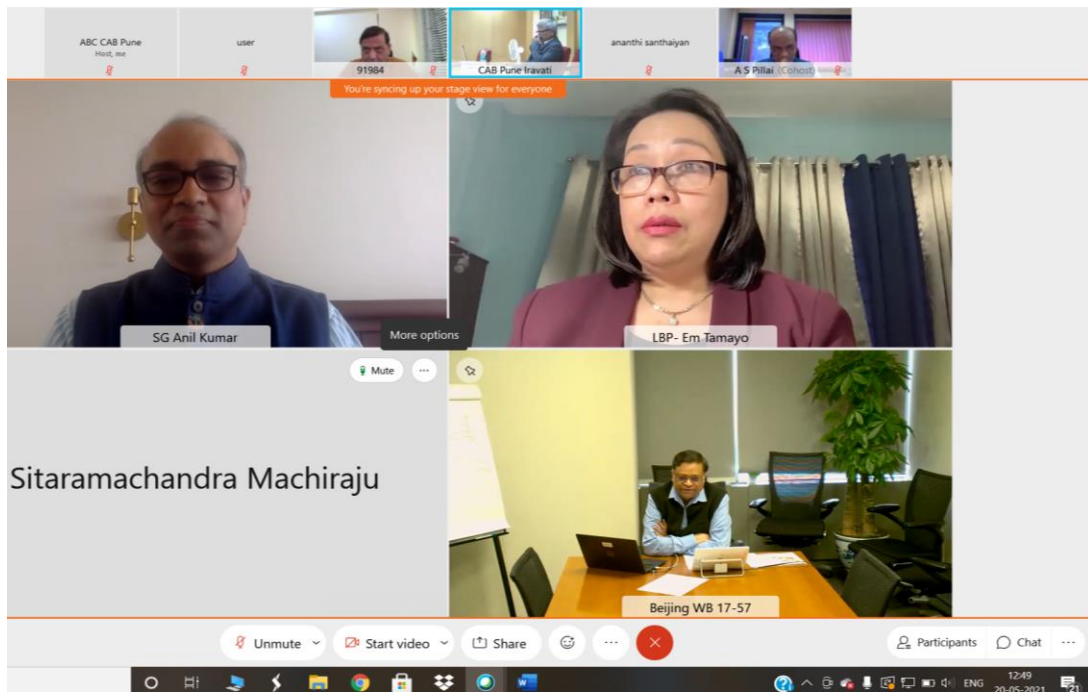 ABC CAB Pune
Host, me
user
91984
CAB Pune Iravati
ananthi santhaiyan
A S Pillai (Cohost)
You're syncing up your stage view for everyone
SG Anil Kumar
More options
LBP- Em Tamayo
Mute
Sitaramachandra Machiraju
Beijing WB 17-57
Unmute
Start video
Share
Participants
Chat
ENG
12:49
20-05-2021
21